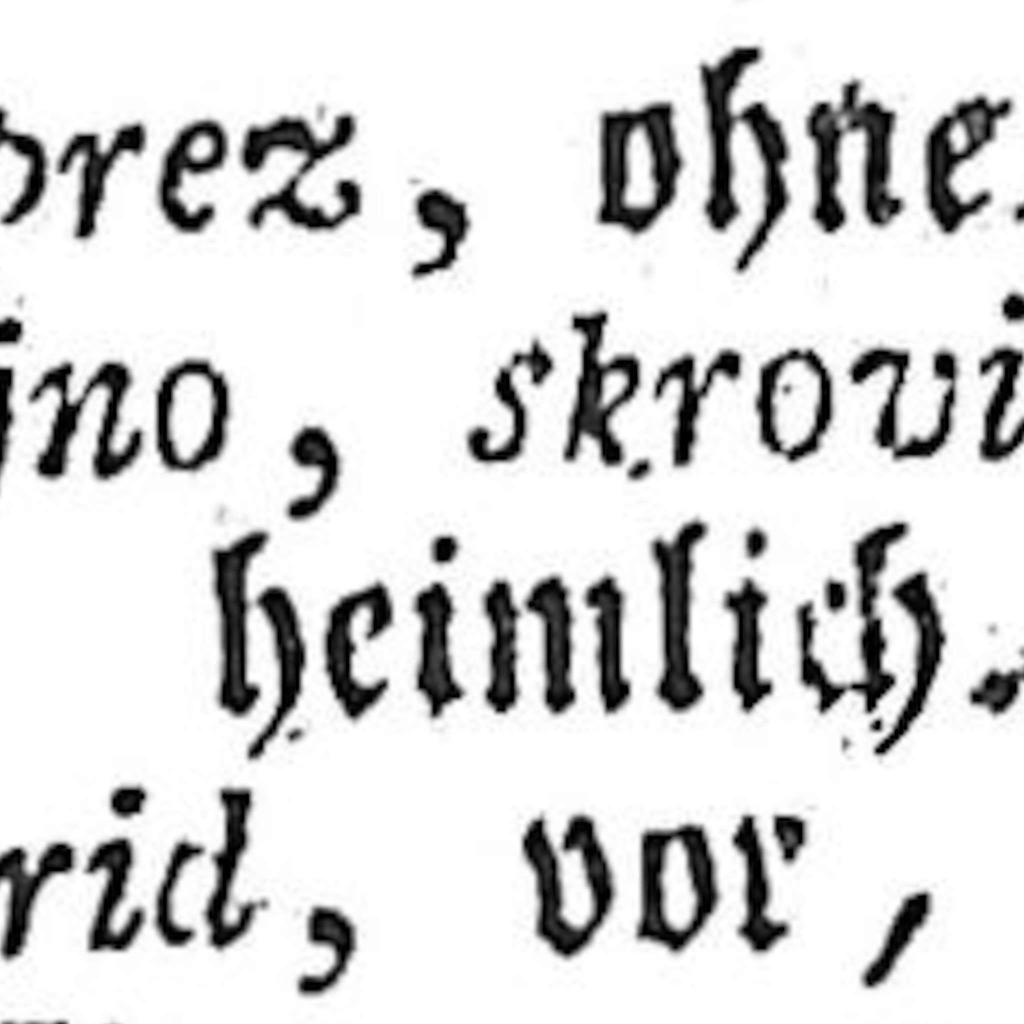 prez, ohne.
jno, skrovi
heimlich.
rid, vor,